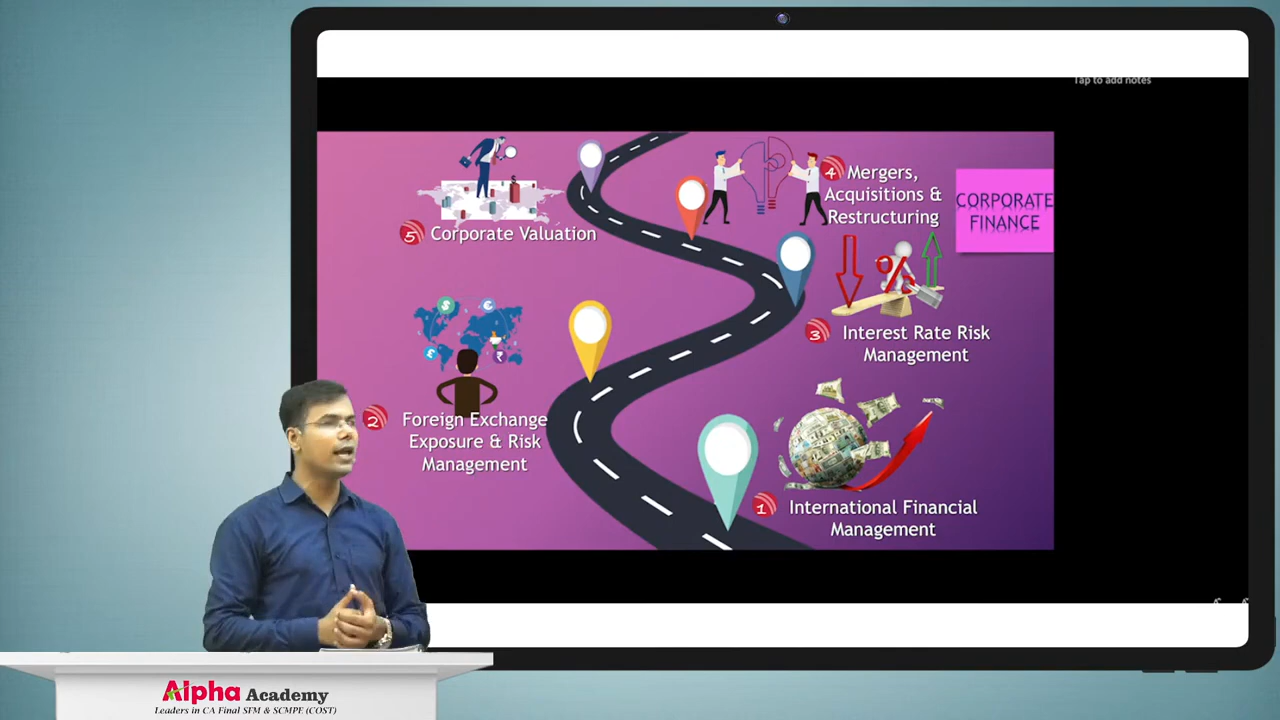 Tap to add notes
CORPORATE
FINANCE
4 Mergers,
Acquisitions &
Restructuring
5 Corporate Valuation
%
3 Interest Rate Risk
Management
$ €
£ ₹
2 Foreign Exchange
Exposure & Risk
Management
1 International Financial
Management
Alpha Academy
Leaders in CA Final SFM & SCMPE (COST)